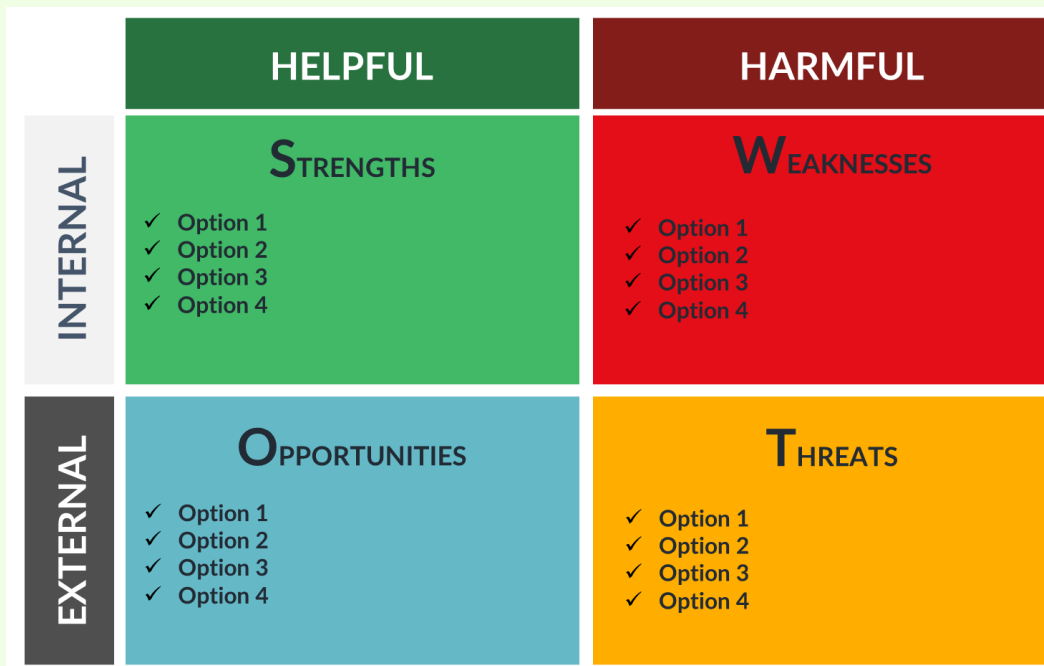 HELPFUL
HARMFUL
INTERNAL
STRENGTHS
✓ Option 1
✓ Option 2
✓ Option 3
✓ Option 4
WEAKNESSES
✓ Option 1
✓ Option 2
✓ Option 3
✓ Option 4
EXTERNAL
OPPORTUNITIES
✓ Option 1
✓ Option 2
✓ Option 3
✓ Option 4
THREATS
✓ Option 1
✓ Option 2
✓ Option 3
✓ Option 4